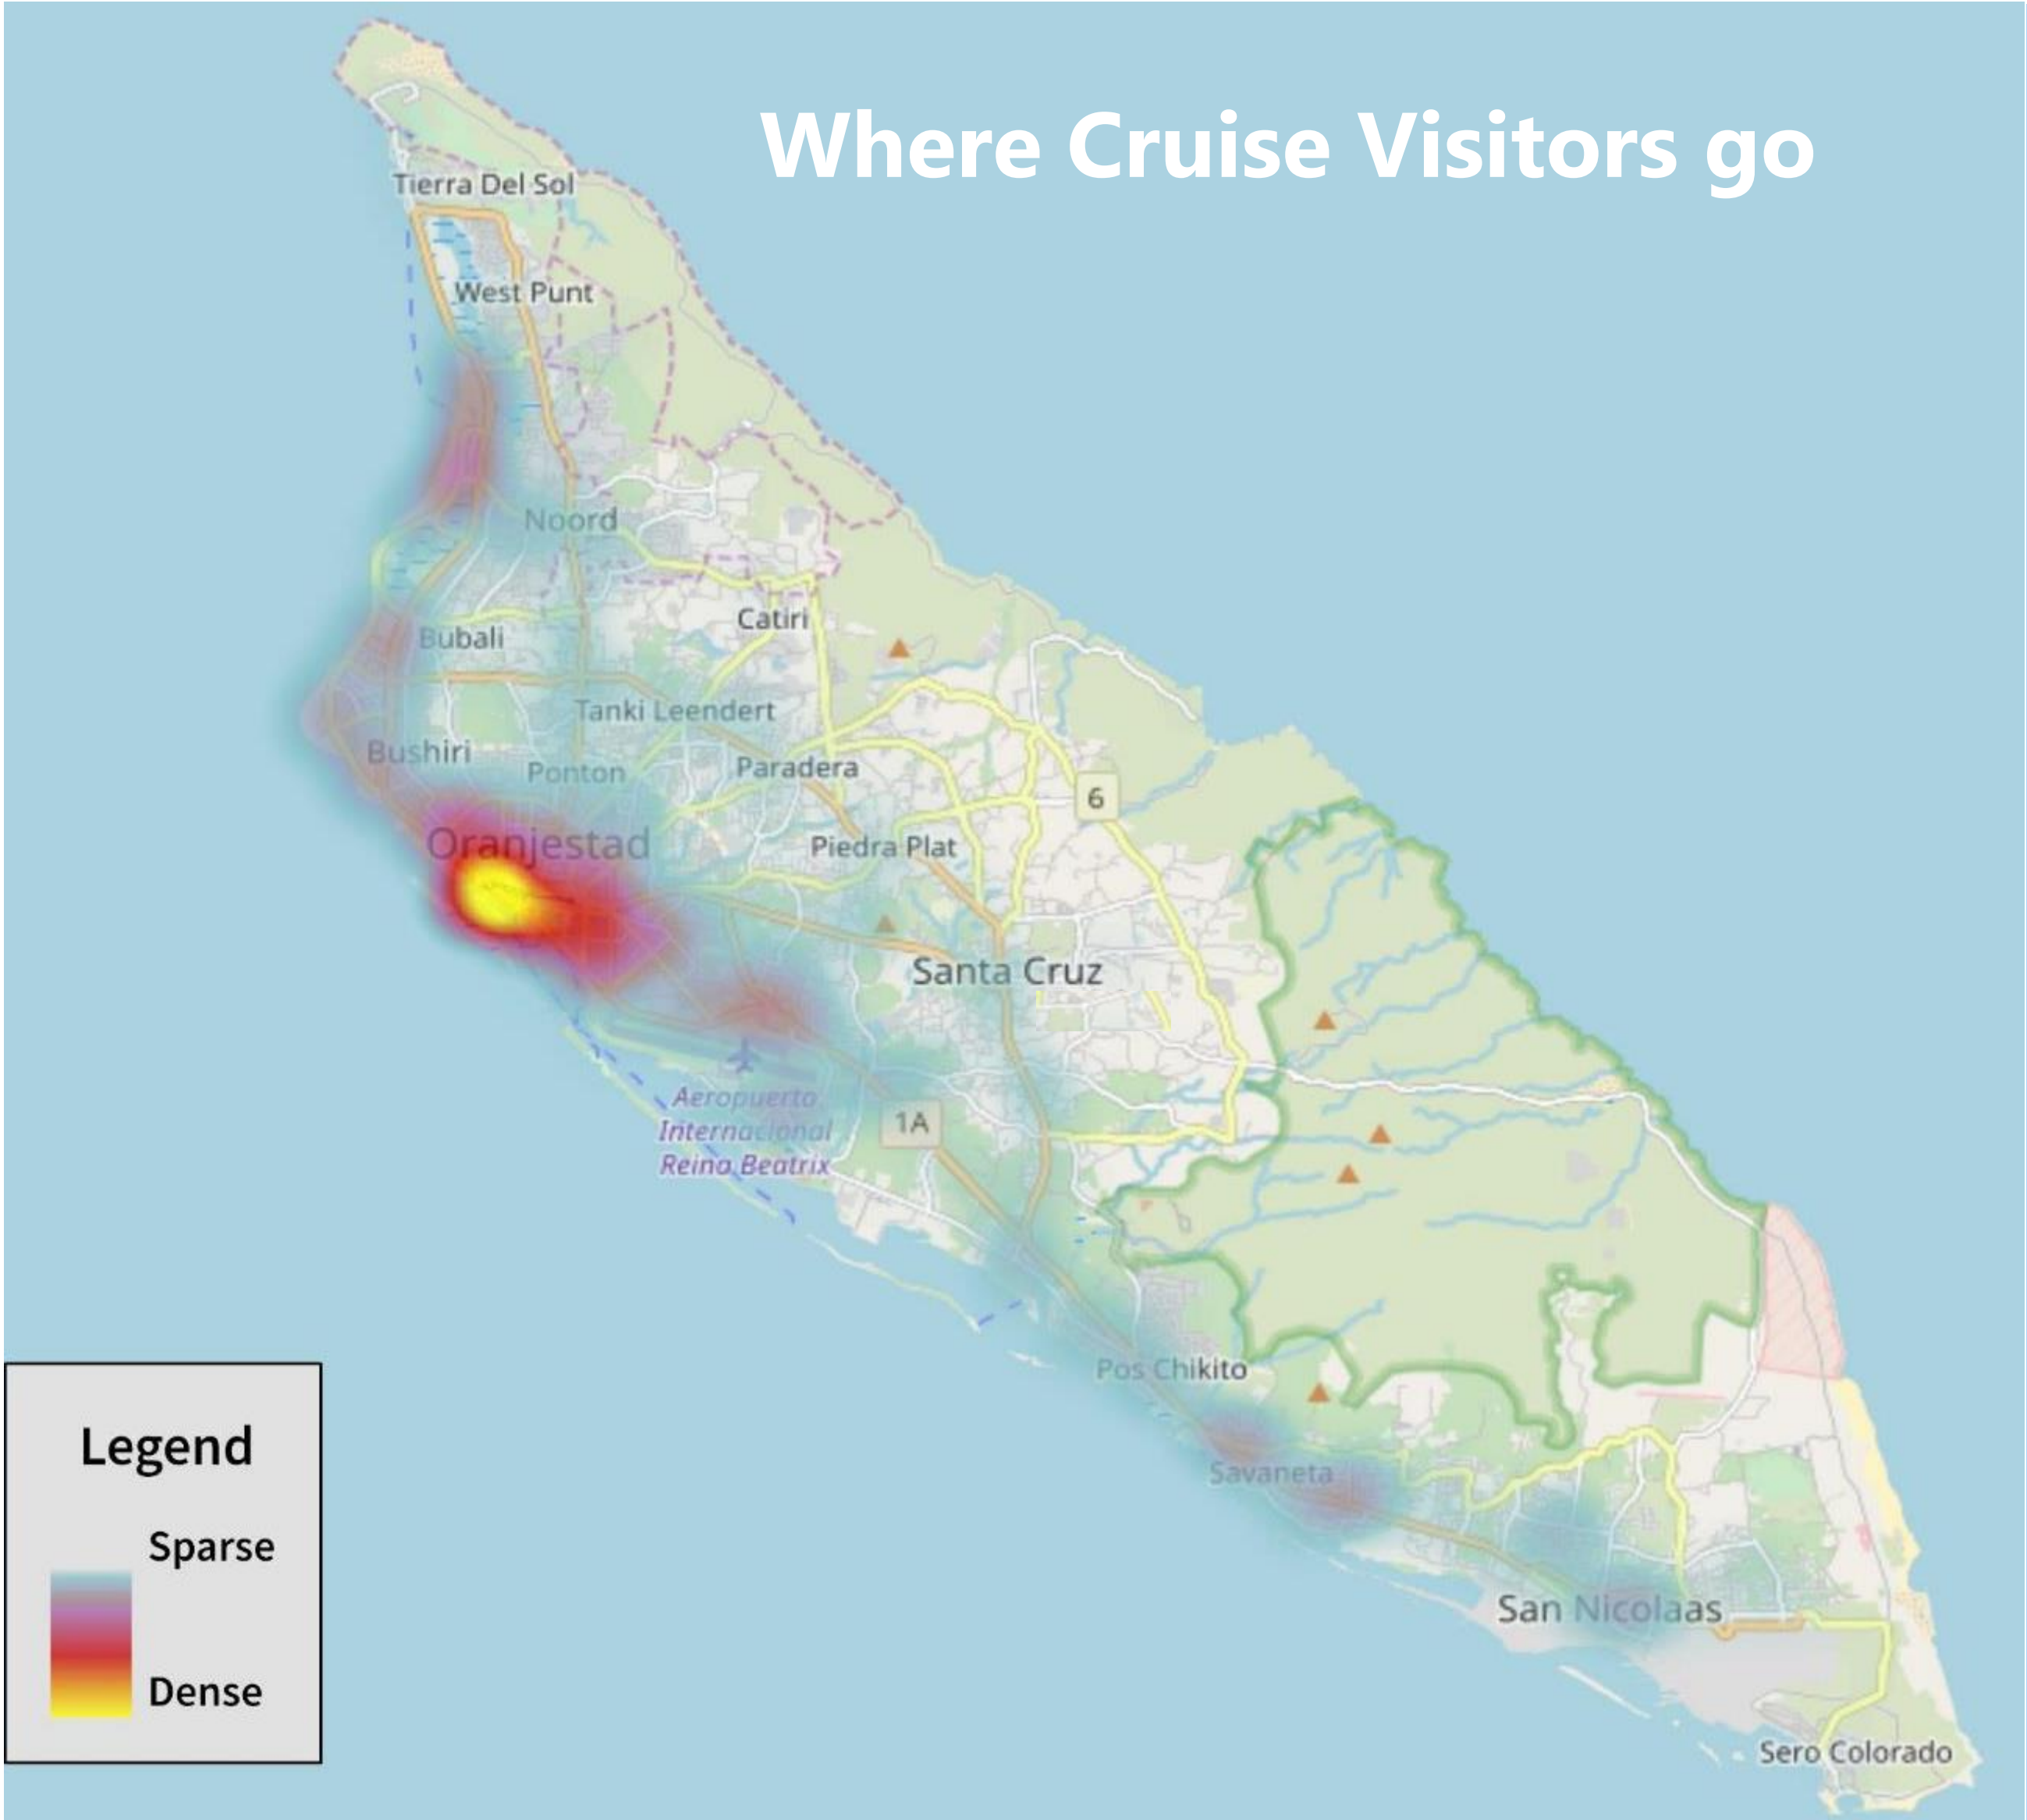 Where Cruise Visitors go
Tierra Del Sol
West Punt
Noord
Catiri
Bubali
Tanki Leendert
Bushiri
Ponton
Paradera
6
Oranjestad
Piedra Plat
Santa Cruz
Aeropuerto
Internacional
Reina Beatrix
1A
Pos Chikito
Savaneta
San Nicolaas
Sero Colorado
Legend
Sparse
Dense